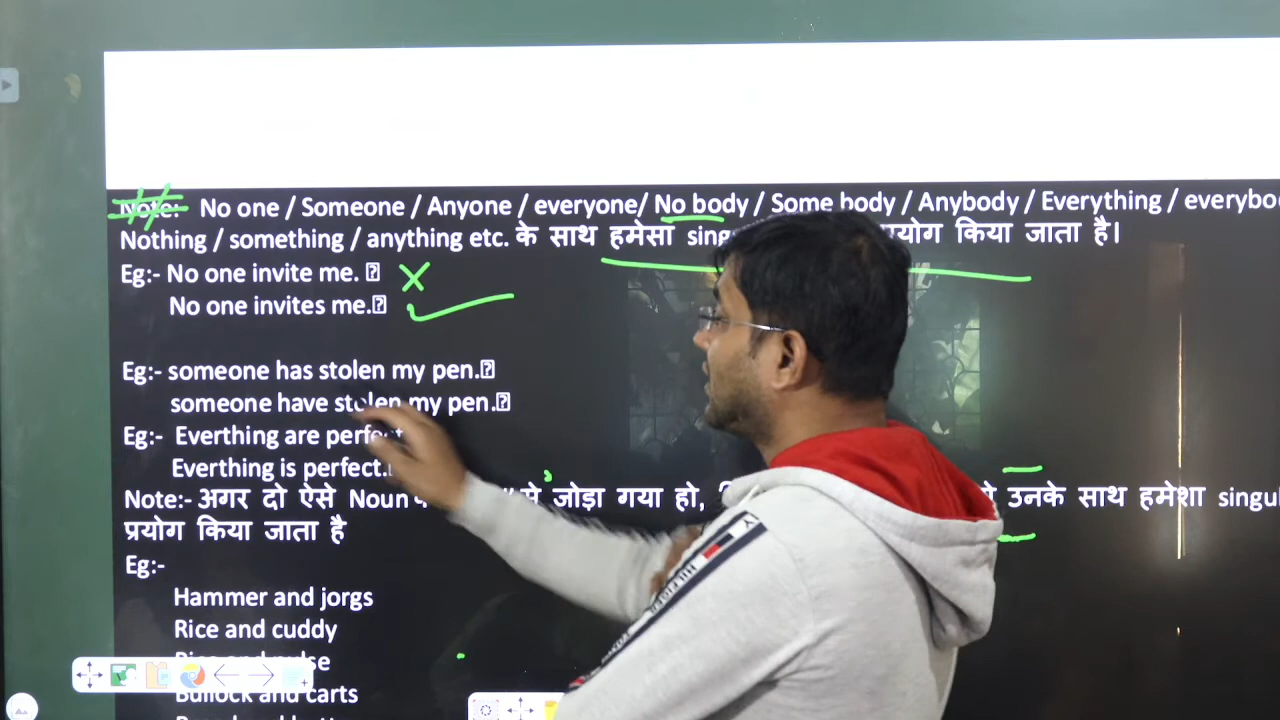 Note: No one / Someone / Anyone / everyone/ No body / Some body / Anybody / Everything / everybo
Nothing / something / anything etc. के साथ हमेसा sing योग किया जाता है।
Eg:- No one invite me.
No one invites me.
Eg:- someone has stolen my pen.
someone have stolen my pen.
Eg:- Everthing are perfect
Everthing is perfect.
Note:- अगर दो ऐसे Noun से जोड़ा गया हो, उनके साथ हमेशा singul
प्रयोग किया जाता है
Eg:-
Hammer and jorgs
Rice and cuddy
Bullock and carts
HILFIGER